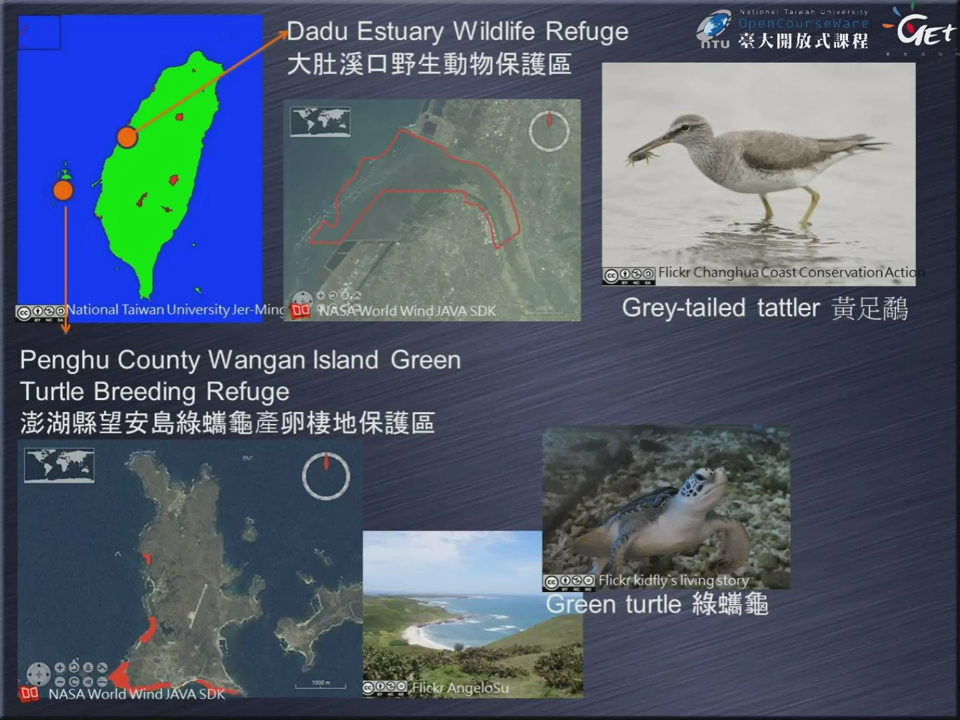 Dadu Estuary Wildlife Refuge
大肚溪口野生動物保護區
National Taiwan University
OpenCourseWare
NTU 臺大開放式課程
GET
Flickr Changhua Coast Conservation Action
Grey-tailed tattler 黃足鷸
National Taiwan University Jer-Ming
NASA World Wind JAVA SDK
Penghu County Wangan Island Green
Turtle Breeding Refuge
澎湖縣望安島綠蠵龜產卵棲地保護區
Flickr kidfly`s living story
Green turtle 綠蠵龜
1000 m
NASA World Wind JAVA SDK
Flickr AngeloSu